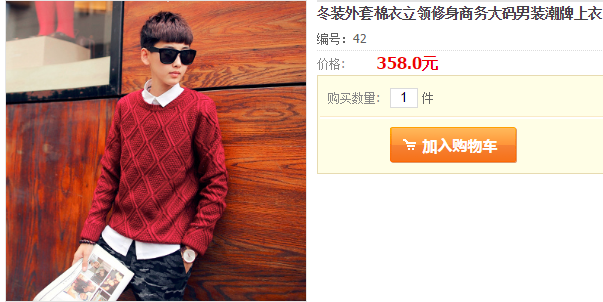 冬装外套棉衣立领修身商务大码男装潮牌上衣
编号：42
价格： 358.0元
购买数量： 1 件
加入购物车